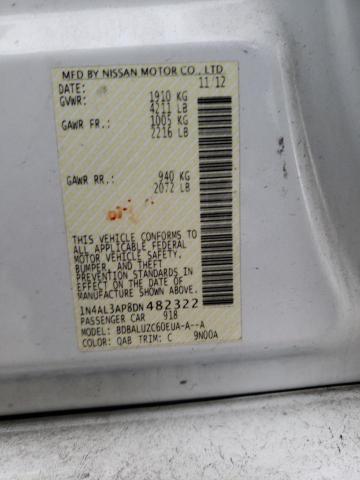 MFD BY NISSAN MOTOR CO., LTD
DATE: 11/12
GVWR: 1910 KG
4211 LB
GAWR FR.: 1005 KG
2216 LB
GAWR RR.: 940 KG
2072 LB
THIS VEHICLE CONFORMS TO
ALL APPLICABLE FEDERAL
MOTOR VEHICLE SAFETY,
BUMPER, AND THEFT
PREVENTION STANDARDS IN
EFFECT ON THE DATE OF
MANUFACTURE SHOWN ABOVE.
1N4AL3AP8DN482322
PASSENGER CAR 918
MODEL: BDBALUZC60EUA-A--A
COLOR: QAB TRIM: C 9N00A